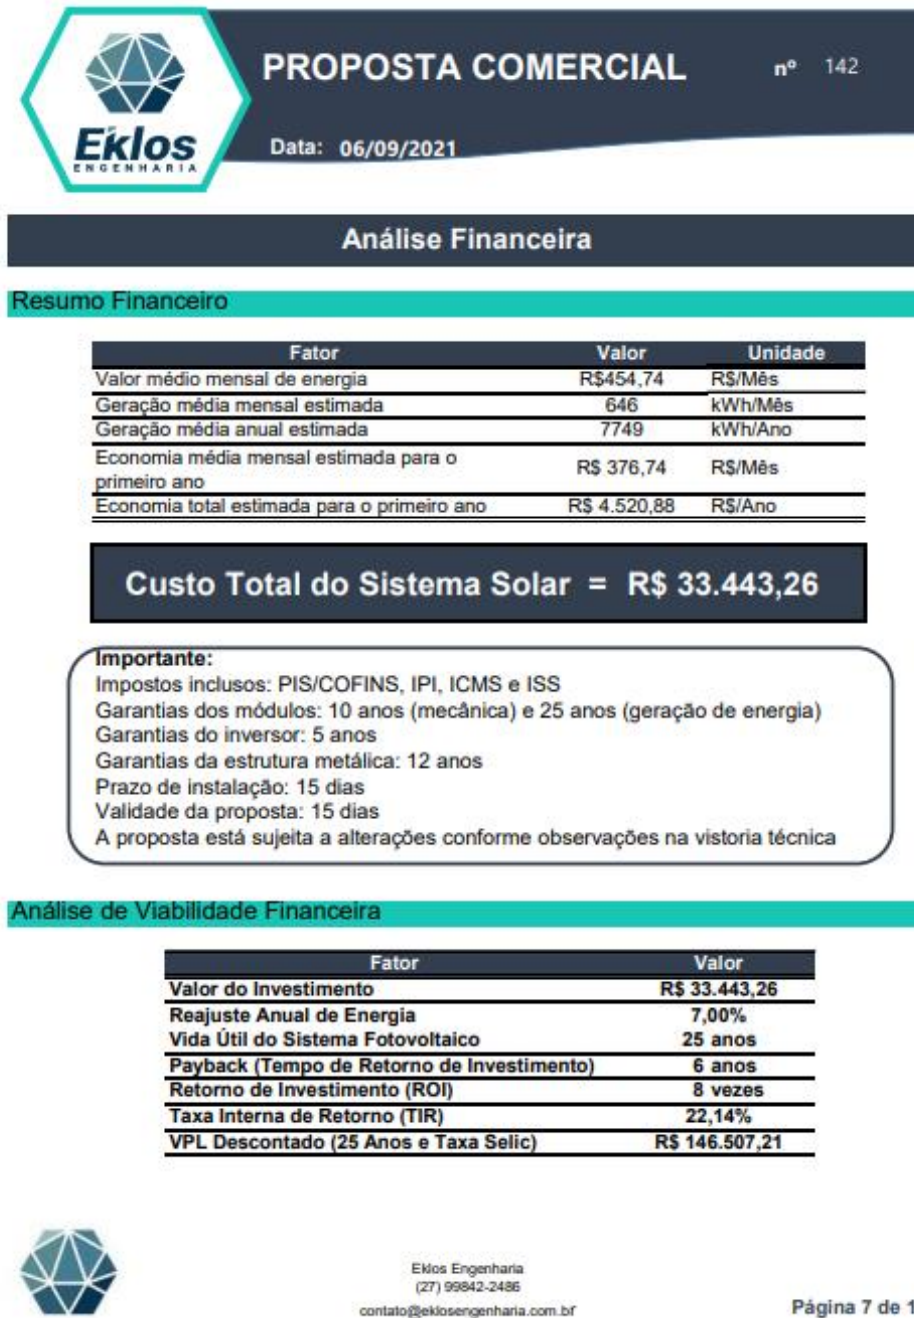 PROPOSTA COMERCIAL nº 142
Eklos
ENGENHARIA
Data: 06/09/2021
Análise Financeira
Resumo Financeiro
Fator Valor Unidade
Valor médio mensal de energia R$454,74 R$/Mês
Geração média mensal estimada 646 kWh/Mês
Geração média anual estimada 7749 kWh/Ano
Economia média mensal estimada para o
primeiro ano R$ 376,74 R$/Mês
Economia total estimada para o primeiro ano R$ 4.520,88 R$/Ano
Custo Total do Sistema Solar = R$ 33.443,26
Importante:
Impostos inclusos: PIS/COFINS, IPI, ICMS e ISS
Garantias dos módulos: 10 anos (mecânica) e 25 anos (geração de energia)
Garantias do inversor: 5 anos
Garantias da estrutura metálica: 12 anos
Prazo de instalação: 15 dias
Validade da proposta: 15 dias
A proposta está sujeita a alterações conforme observações na vistoria técnica
Análise de Viabilidade Financeira
Fator Valor
Valor do Investimento R$ 33.443,26
Reajuste Anual de Energia 7,00%
Vida Útil do Sistema Fotovoltaico 25 anos
Payback (Tempo de Retorno de Investimento) 6 anos
Retorno de Investimento (ROI) 8 vezes
Taxa Interna de Retorno (TIR) 22,14%
VPL Descontado (25 Anos e Taxa Selic) R$ 146.507,21
Eklos Engenharia
(27) 99842-2486
contato@eklosengenharia.com.br
Página 7 de 1